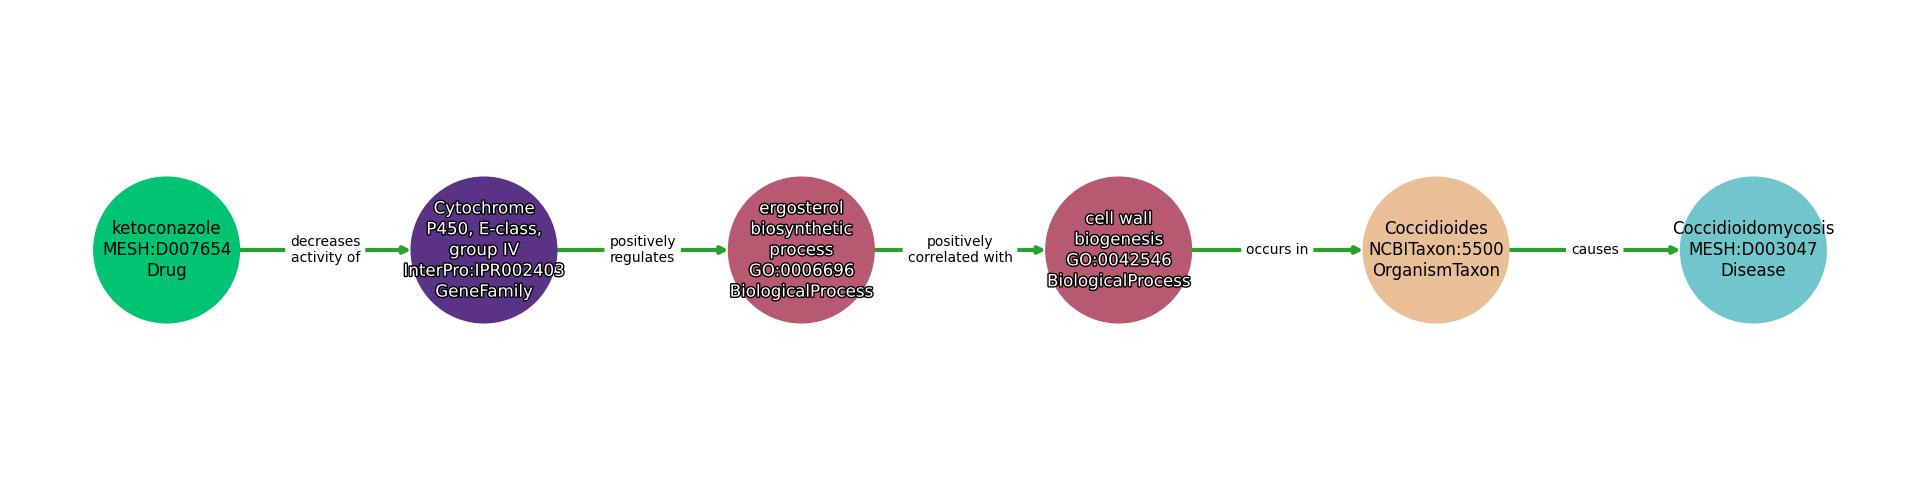 ketoconazole
MESH:D007654
Drug
decreases
activity of
Cytochrome
P450, E-class,
group IV
InterPro:IPR002403
GeneFamily
positively
regulates
ergosterol
biosynthetic
process
GO:0006696
BiologicalProcess
positively
correlated with
cell wall
biogenesis
GO:0042546
BiologicalProcess
occurs in
Coccidioides
NCBITaxon:5500
OrganismTaxon
causes
Coccidioidomycosis
MESH:D003047
Disease